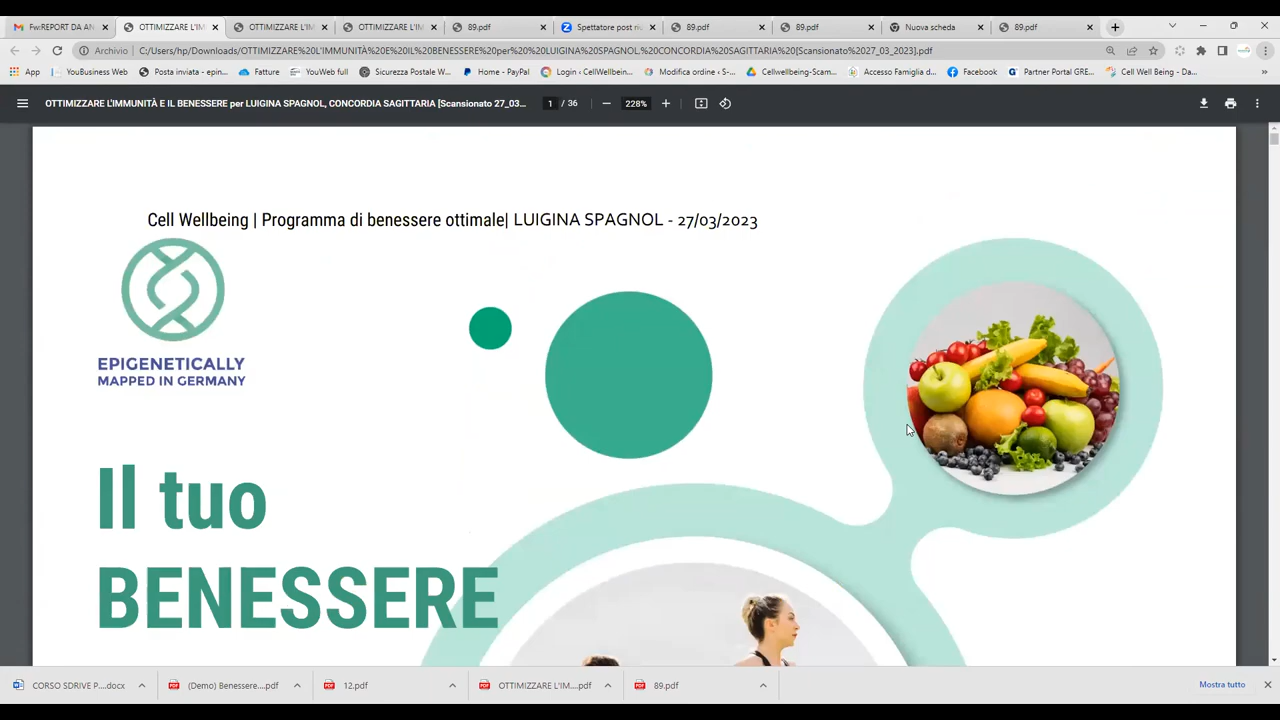 Fw:REPORT DA AN
OTTIMIZZARE L'IM
OTTIMIZZARE L'IM
OTTIMIZZARE L'IM
89.pdf
Spettatore post ri
89.pdf
89.pdf
Nuova scheda
89.pdf
Archivio
C:/Users/hp/Downloads/OTTIMIZZARE%20L'IMMUNITÀ%20E%20IL%20BENESSERE%20per%20%20LUIGINA%20SPAGNOL,%20CONCORDIA%20SAGITTARIA%20[Scansionato%2027_03_2023].pdf
App
YouBusiness Web
Posta inviata - epin...
Fatture
YouWeb full
Sicurezza Postale W...
Home - PayPal
Login ‹ CellWellbein...
Modifica ordine ‹ S-...
Cellwellbeing-Scam...
Accesso Famiglia d...
Facebook
Partner Portal GRE...
Cell Well Being - Da...
OTTIMIZZARE L'IMMUNITÀ E IL BENESSERE per LUIGINA SPAGNOL, CONCORDIA SAGITTARIA [Scansionato 27_03...
1 / 36
228%
Cell Wellbeing | Programma di benessere ottimale| LUIGINA SPAGNOL - 27/03/2023
EPIGENETICALLY
MAPPED IN GERMANY
Il tuo
BENESSERE
CORSO SDRIVE P....docx
(Demo) Benessere....pdf
12.pdf
OTTIMIZZARE L'IM....pdf
89.pdf
Mostra tutto